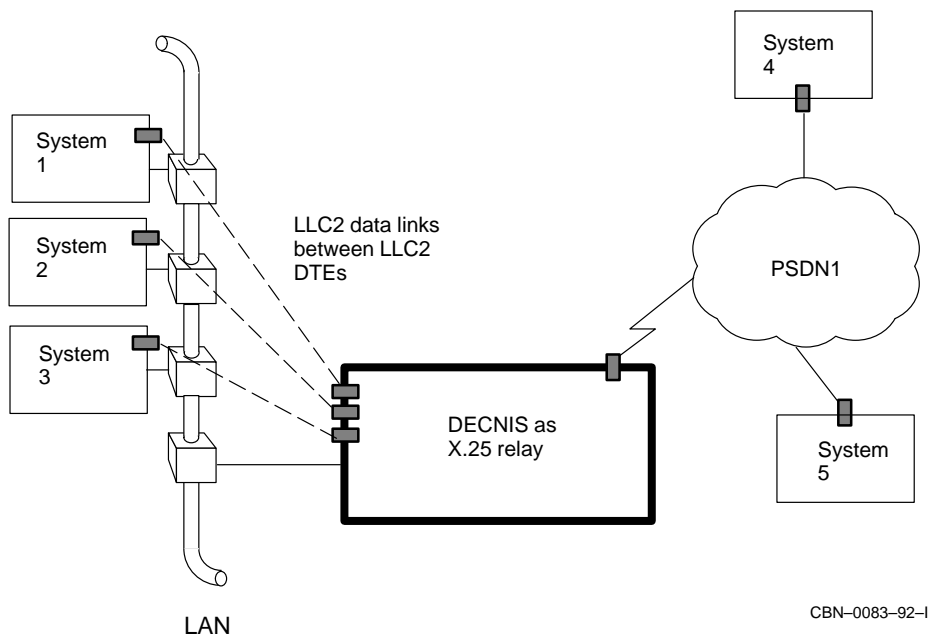 System
4
System
1
LLC2 data links
between LLC2
DTEs
System
2
PSDN1
System
3
DECNIS as
X.25 relay
System
5
CBN–0083–92–I
LAN